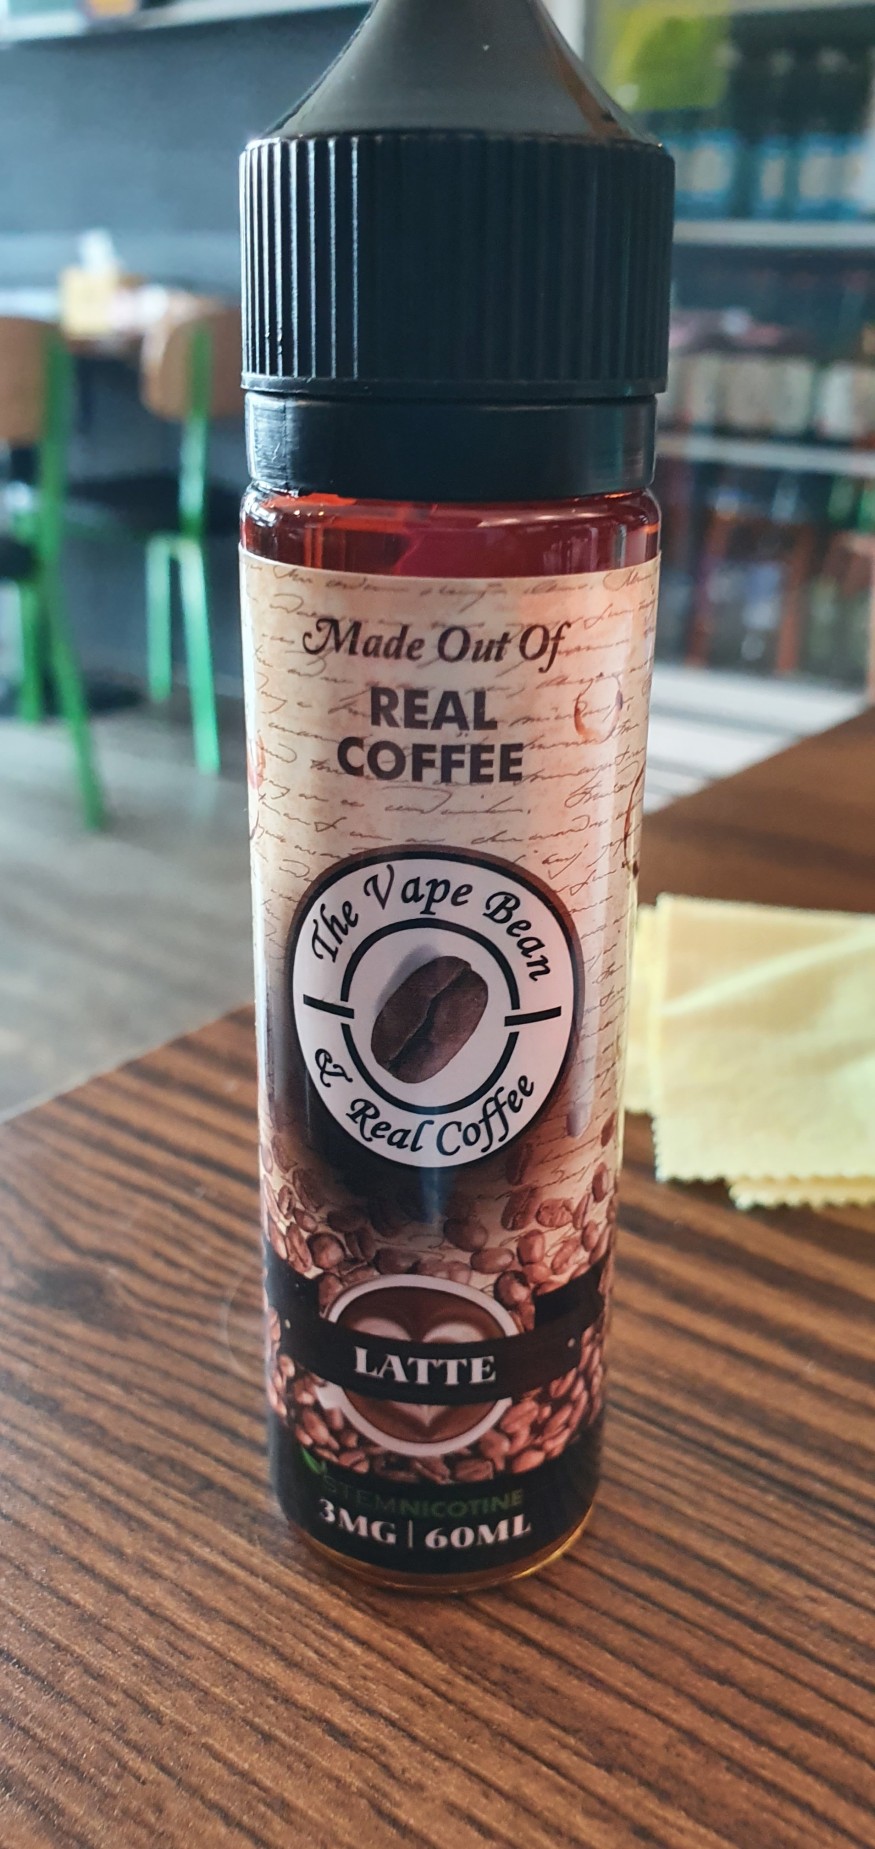 Made Out Of
REAL
COFFEE
The Vape Bean
& Real Coffee
LATTE
STEMNICOTINE
3MG | 60ML